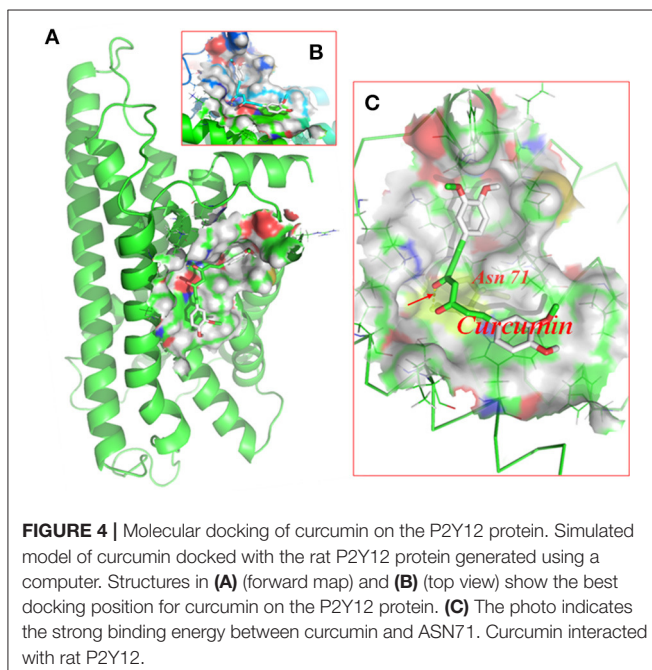 A
B
C
Asn 71
Curcumin
FIGURE 4 | Molecular docking of curcumin on the P2Y12 protein. Simulated
model of curcumin docked with the rat P2Y12 protein generated using a
computer. Structures in (A) (forward map) and (B) (top view) show the best
docking position for curcumin on the P2Y12 protein. (C) The photo indicates
the strong binding energy between curcumin and ASN71. Curcumin interacted
with rat P2Y12.